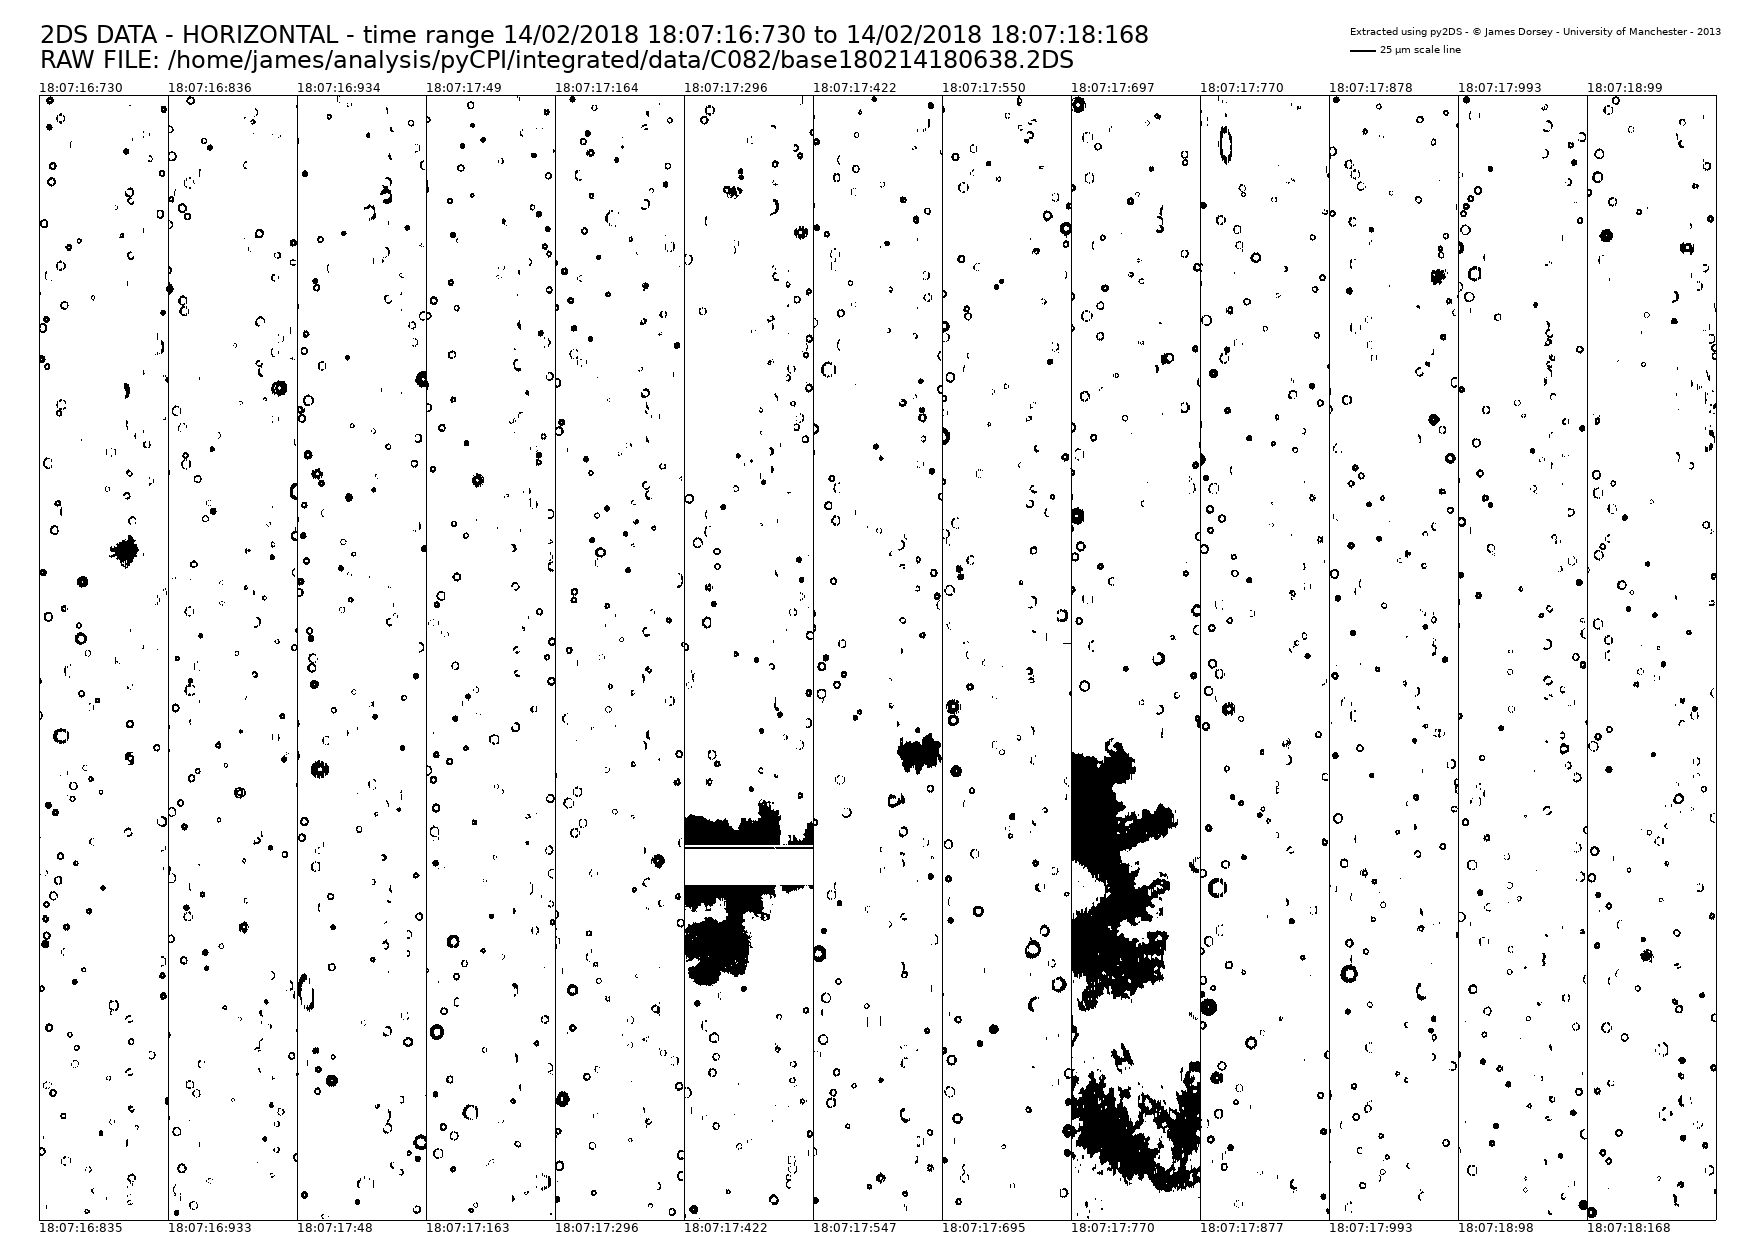 2DS DATA - HORIZONTAL - time range 14/02/2018 18:07:16:730 to 14/02/2018 18:07:18:168
RAW FILE: /home/james/analysis/pyCPI/integrated/data/C082/base180214180638.2DS
Extracted using py2DS - © James Dorsey - University of Manchester - 2013
25 µm scale line
18:07:16:730 18:07:16:836 18:07:16:934 18:07:17:49 18:07:17:164 18:07:17:296 18:07:17:422 18:07:17:550 18:07:17:697 18:07:17:770 18:07:17:878 18:07:17:993 18:07:18:99
18:07:16:835 18:07:16:933 18:07:17:48 18:07:17:163 18:07:17:296 18:07:17:422 18:07:17:547 18:07:17:695 18:07:17:770 18:07:17:877 18:07:17:993 18:07:18:98 18:07:18:168